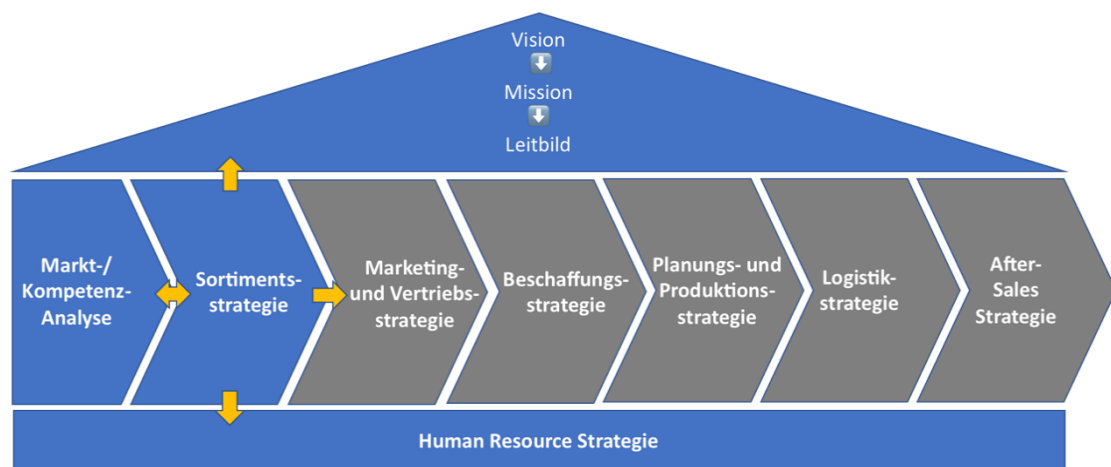 Vision
Mission
Leitbild
Markt-/
Kompetenz-
Analyse
Sortiments-
strategie
Marketing-
und Vertriebs-
strategie
Beschaffungs-
strategie
Planungs- und
Produktions-
strategie
Logistik-
strategie
After-
Sales
Strategie
Human Resource Strategie